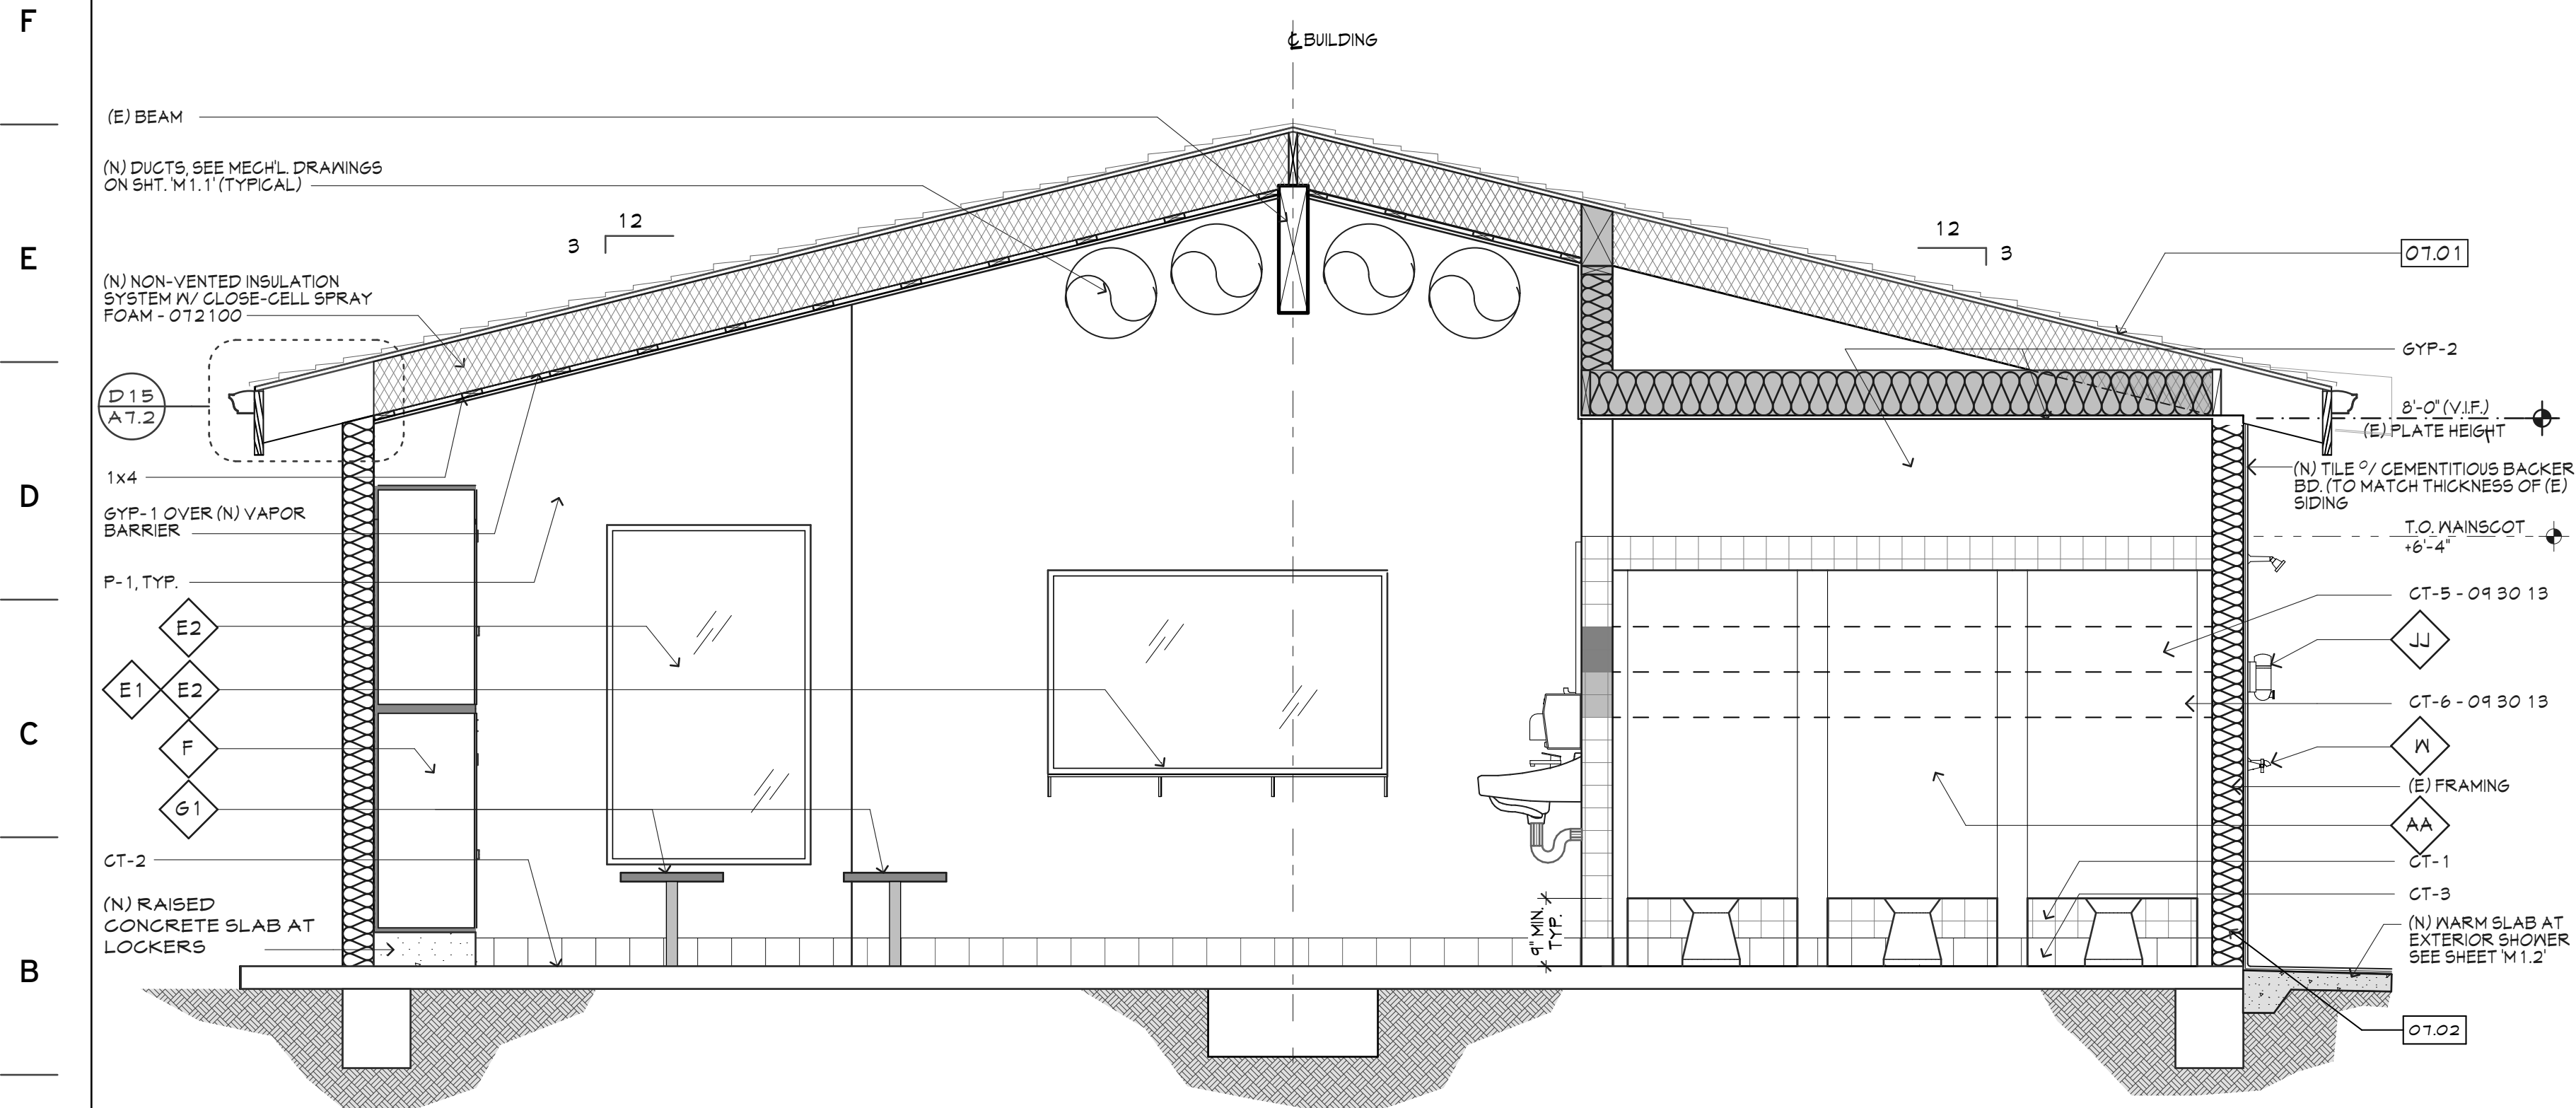 F
E
D
C
B
℄ BUILDING
(E) BEAM
(N) DUCTS, SEE MECH'L. DRAWINGS
ON SHT. 'M1.1' (TYPICAL)
12
3
(N) NON-VENTED INSULATION
SYSTEM W/ CLOSE-CELL SPRAY
FOAM - 072100
D15
A7.2
1x4
GYP-1 OVER (N) VAPOR
BARRIER
P-1, TYP.
E2
E1 E2
F
G1
CT-2
(N) RAISED
CONCRETE SLAB AT
LOCKERS
9" MIN.
TYP.
12
3
07.01
GYP-2
8'-0" (V.I.F.)
(E) PLATE HEIGHT
(N) TILE O/ CEMENTITIOUS BACKER
BD. (TO MATCH THICKNESS OF (E)
SIDING
T.O. WAINSCOT
+6'-4"
CT-5 - 09 30 13
JJ
CT-6 - 09 30 13
W
(E) FRAMING
AA
CT-1
CT-3
(N) WARM SLAB AT
EXTERIOR SHOWER
SEE SHEET 'M1.2'
07.02